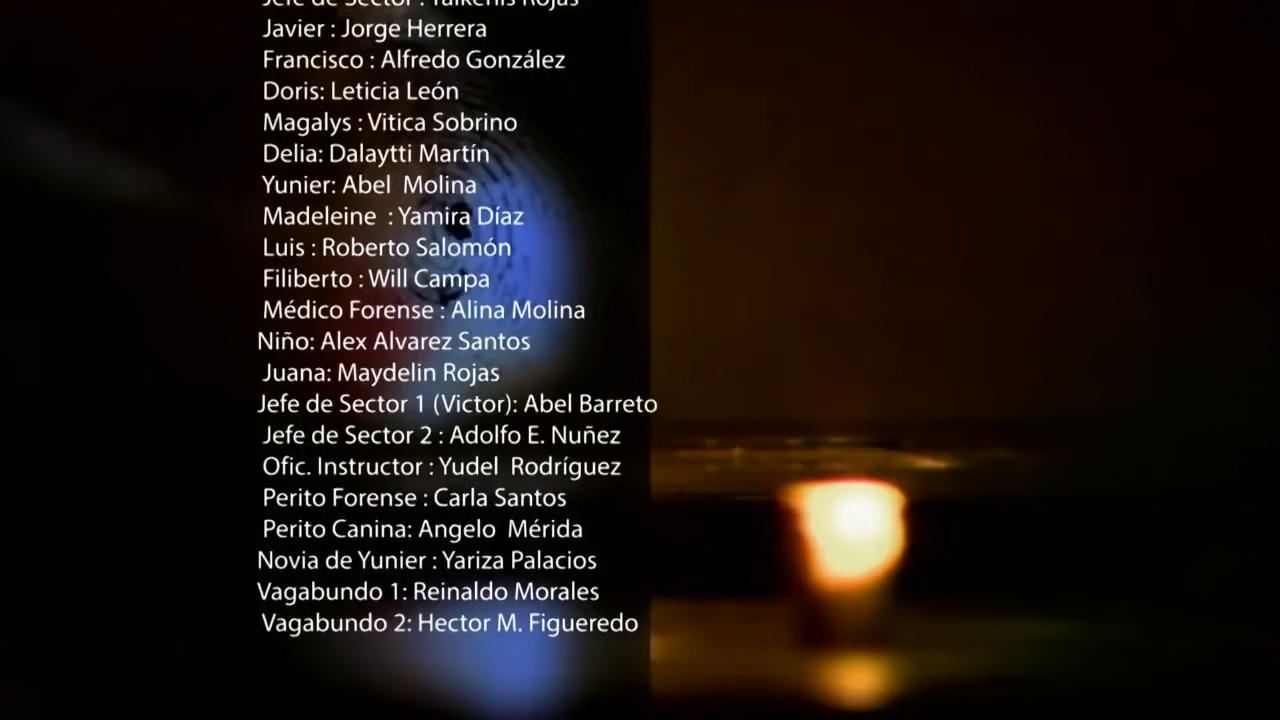 Jefe de Sector : Rojas
Javier : Jorge Herrera
Francisco : Alfredo González
Doris: Leticia León
Magalys : Vitica Sobrino
Delia: Dalaytti Martín
Yunier: Abel Molina
Madeleine : Yamira Díaz
Luis : Roberto Salomón
Filiberto : Will Campa
Médico Forense : Alina Molina
Niño: Alex Alvarez Santos
Juana: Maydelin Rojas
Jefe de Sector 1 (Victor): Abel Barreto
Jefe de Sector 2 : Adolfo E. Nuñez
Ofic. Instructor : Yudel Rodríguez
Perito Forense : Carla Santos
Perito Canina: Angelo Mérida
Novia de Yunier : Yariza Palacios
Vagabundo 1: Reinaldo Morales
Vagabundo 2: Hector M. Figueredo